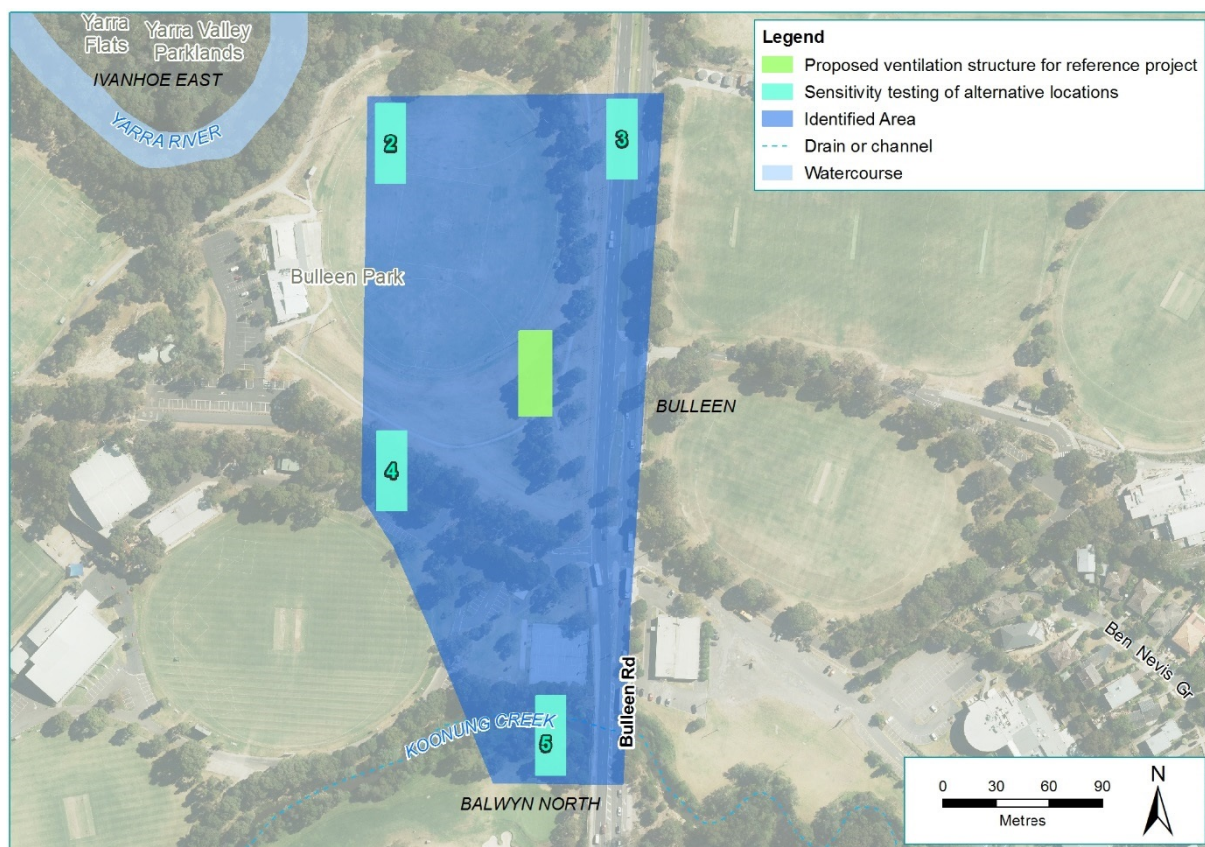 Yarra
Flats
Yarra Valley
Parklands
IVANHOE EAST
YARRA RIVER
Legend
Proposed ventilation structure for reference project
Sensitivity testing of alternative locations
Identified Area
Drain or channel
Watercourse
2
3
Bulleen Park
BULLEEN
4
Ben Nevis Gr
Bulleen Rd
KOONUNG CREEK
5
BALWYN NORTH
0 30 60 90
Metres
N